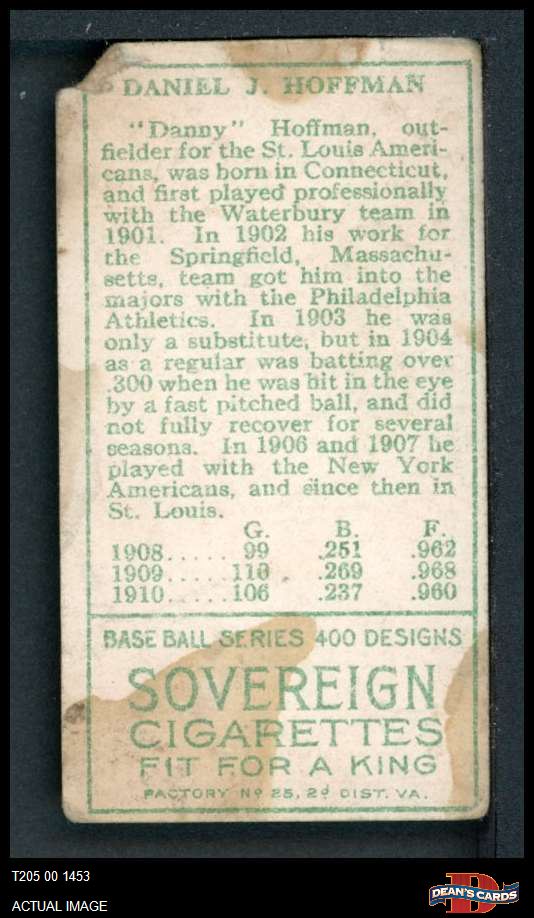 DANIEL J. HOFFMAN
"Danny" Hoffman, out-
fielder for the St. Louis Ameri-
cans, was born in Connecticut,
and first played professionally
with the Waterbury team in
1901. In 1902 his work for
the Springfield, Massachu-
setts, team got him into the
majors with the Philadelphia
Athletics. In 1903 he was
only a substitute, but in 1904
as a regular was batting over
.300 when he was hit in the eye
by a fast pitched ball, and did
not fully recover for several
seasons. In 1906 and 1907 he
played with the New York
Americans, and since then in
St. Louis.
G. B. F.
1908..... 99 .251 .962
1909..... 110 .269 .968
1910..... 106 .237 .960
BASE BALL SERIES 400 DESIGNS
SOVEREIGN
CIGARETTES
FIT FOR A KING
FACTORY No 25, 2d DIST. VA.
T205 00 1453
ACTUAL IMAGE
DEAN'S CARDS